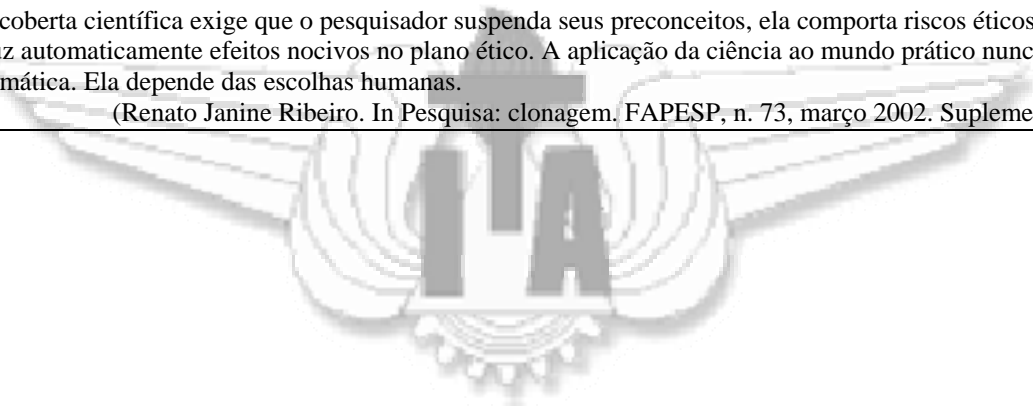 coberta científica exige que o pesquisador suspenda seus preconceitos, ela comporta riscos éticos
uz automaticamente efeitos nocivos no plano ético. A aplicação da ciência ao mundo prático nunc
mática. Ela depende das escolhas humanas.
(Renato Janine Ribeiro. In Pesquisa: clonagem. FAPESP, n. 73, março 2002. Supleme
ITA